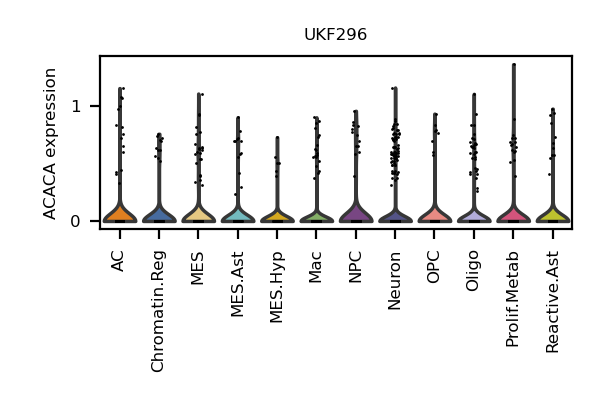 UKF296
ACACA expression
1
0
AC
Chromatin.Reg
MES
MES.Ast
MES.Hyp
Mac
NPC
Neuron
OPC
Oligo
Prolif.Metab
Reactive.Ast